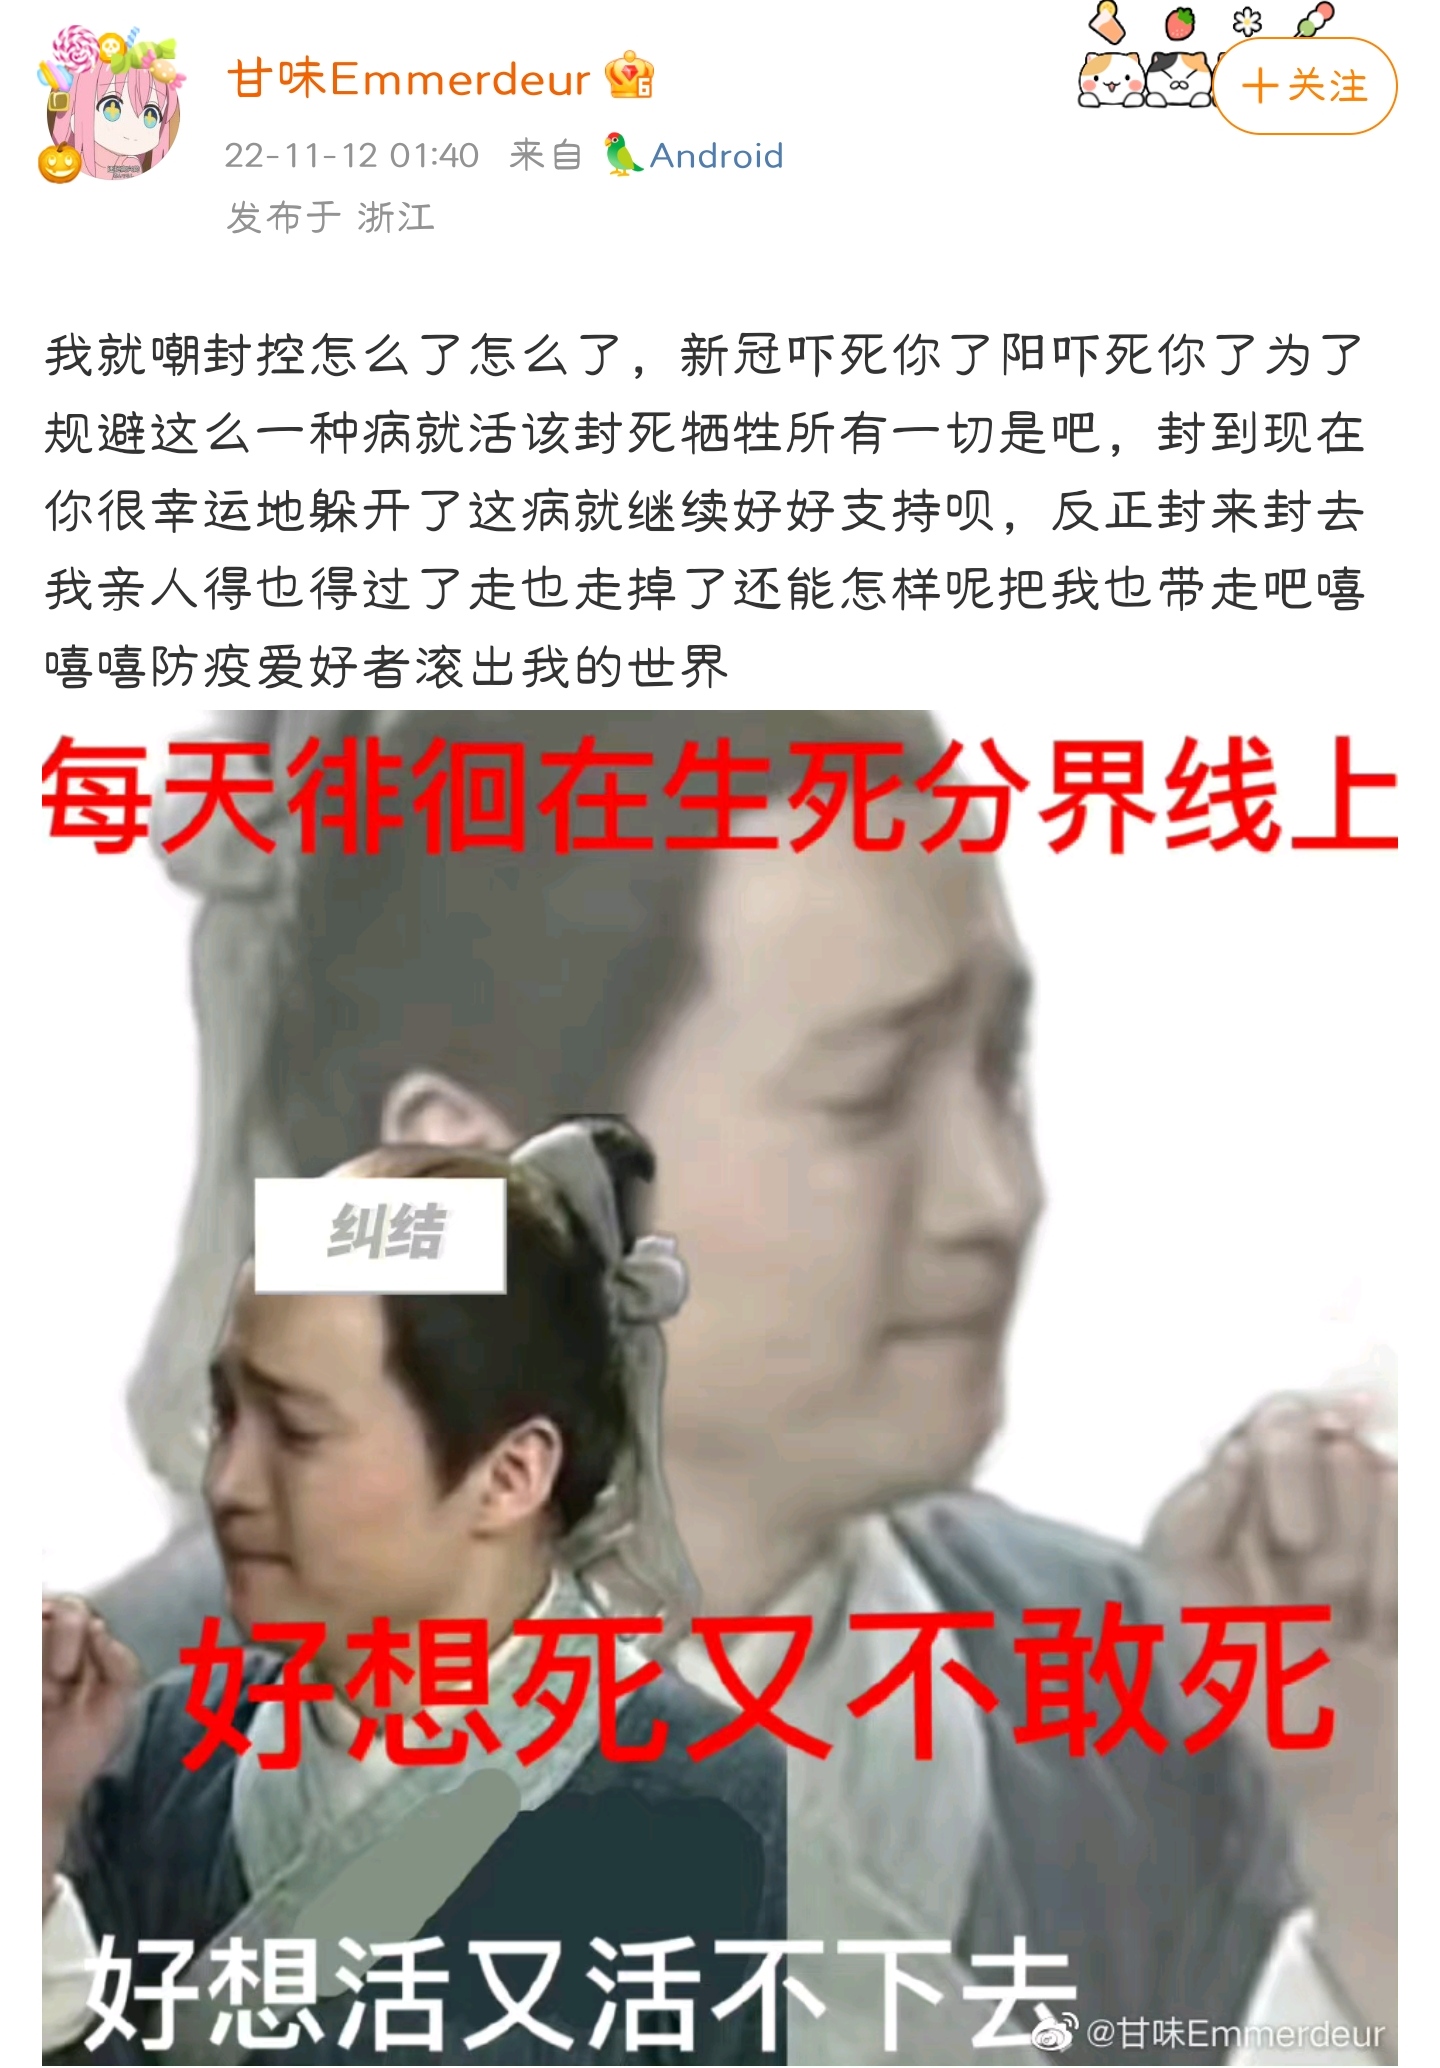 甘味Emmerdeur
+关注
22-11-12 01:40 来自 Android
发布于 浙江
我就嘲封控怎么了怎么了，新冠吓死你了阳吓死你了为了
规避这么一种病就活该封死牺牲所有一切是吧，封到现在
你很幸运地躲开了这病就继续好好支持呗，反正封来封去
我亲人得也得过了走也走掉了还能怎样呢把我也带走吧嘻
嘻嘻防疫爱好者滚出我的世界
每天徘徊在生死分界线上
纠结
好想死又不敢死
好想活又活不下去
@甘味Emmerdeur